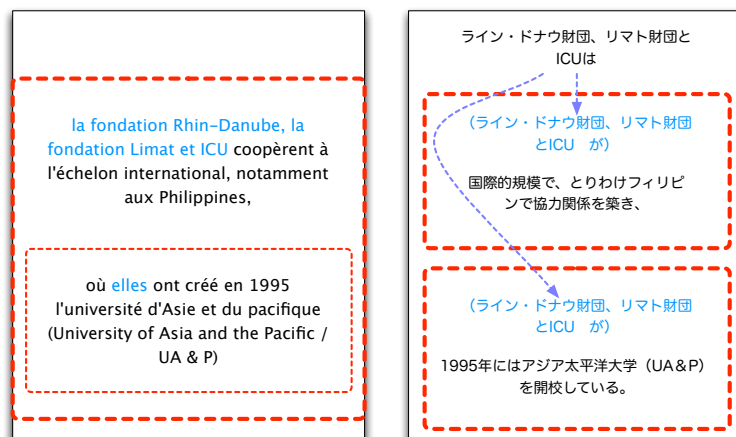 la fondation Rhin-Danube, la
fondation Limat et ICU coopèrent à
l'échelon international, notamment
aux Philippines,
où elles ont créé en 1995
l'université d'Asie et du pacifique
(University of Asia and the Pacific /
UA & P)
ライン・ドナウ財団、リマト財団と
ICUは
（ライン・ドナウ財団、リマト財団
とICU　が）
国際的規模で、とりわけフィリピ
ンで協力関係を築き、
（ライン・ドナウ財団、リマト財団
とICU　が）
1995年にはアジア太平洋大学（UA＆P）
を開校している。